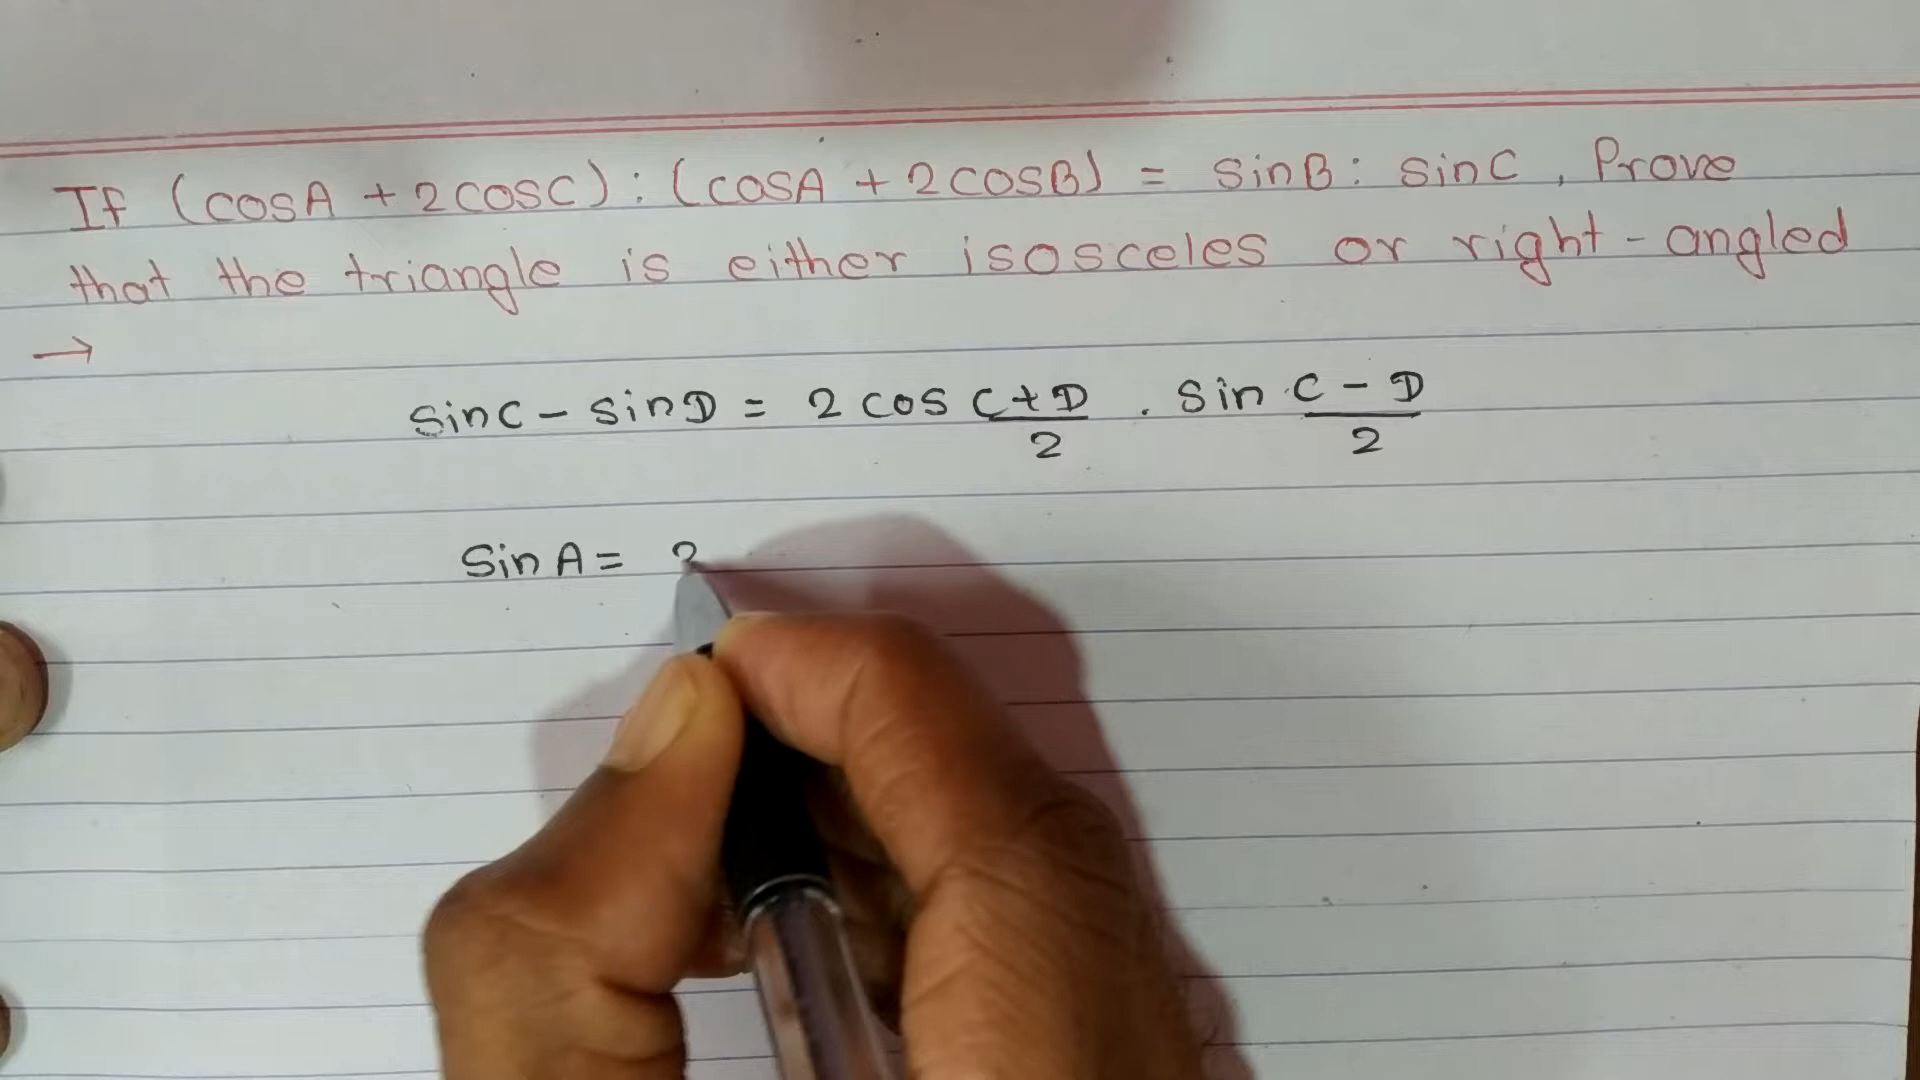 If (cosA + 2cosC) : (cosA + 2cosB) = sinB : sinC, Prove
that the triangle is either isosceles or right-angled
→
sinC - sinD = 2 cos C+D/2 . sin C-D/2
Sin A = 2